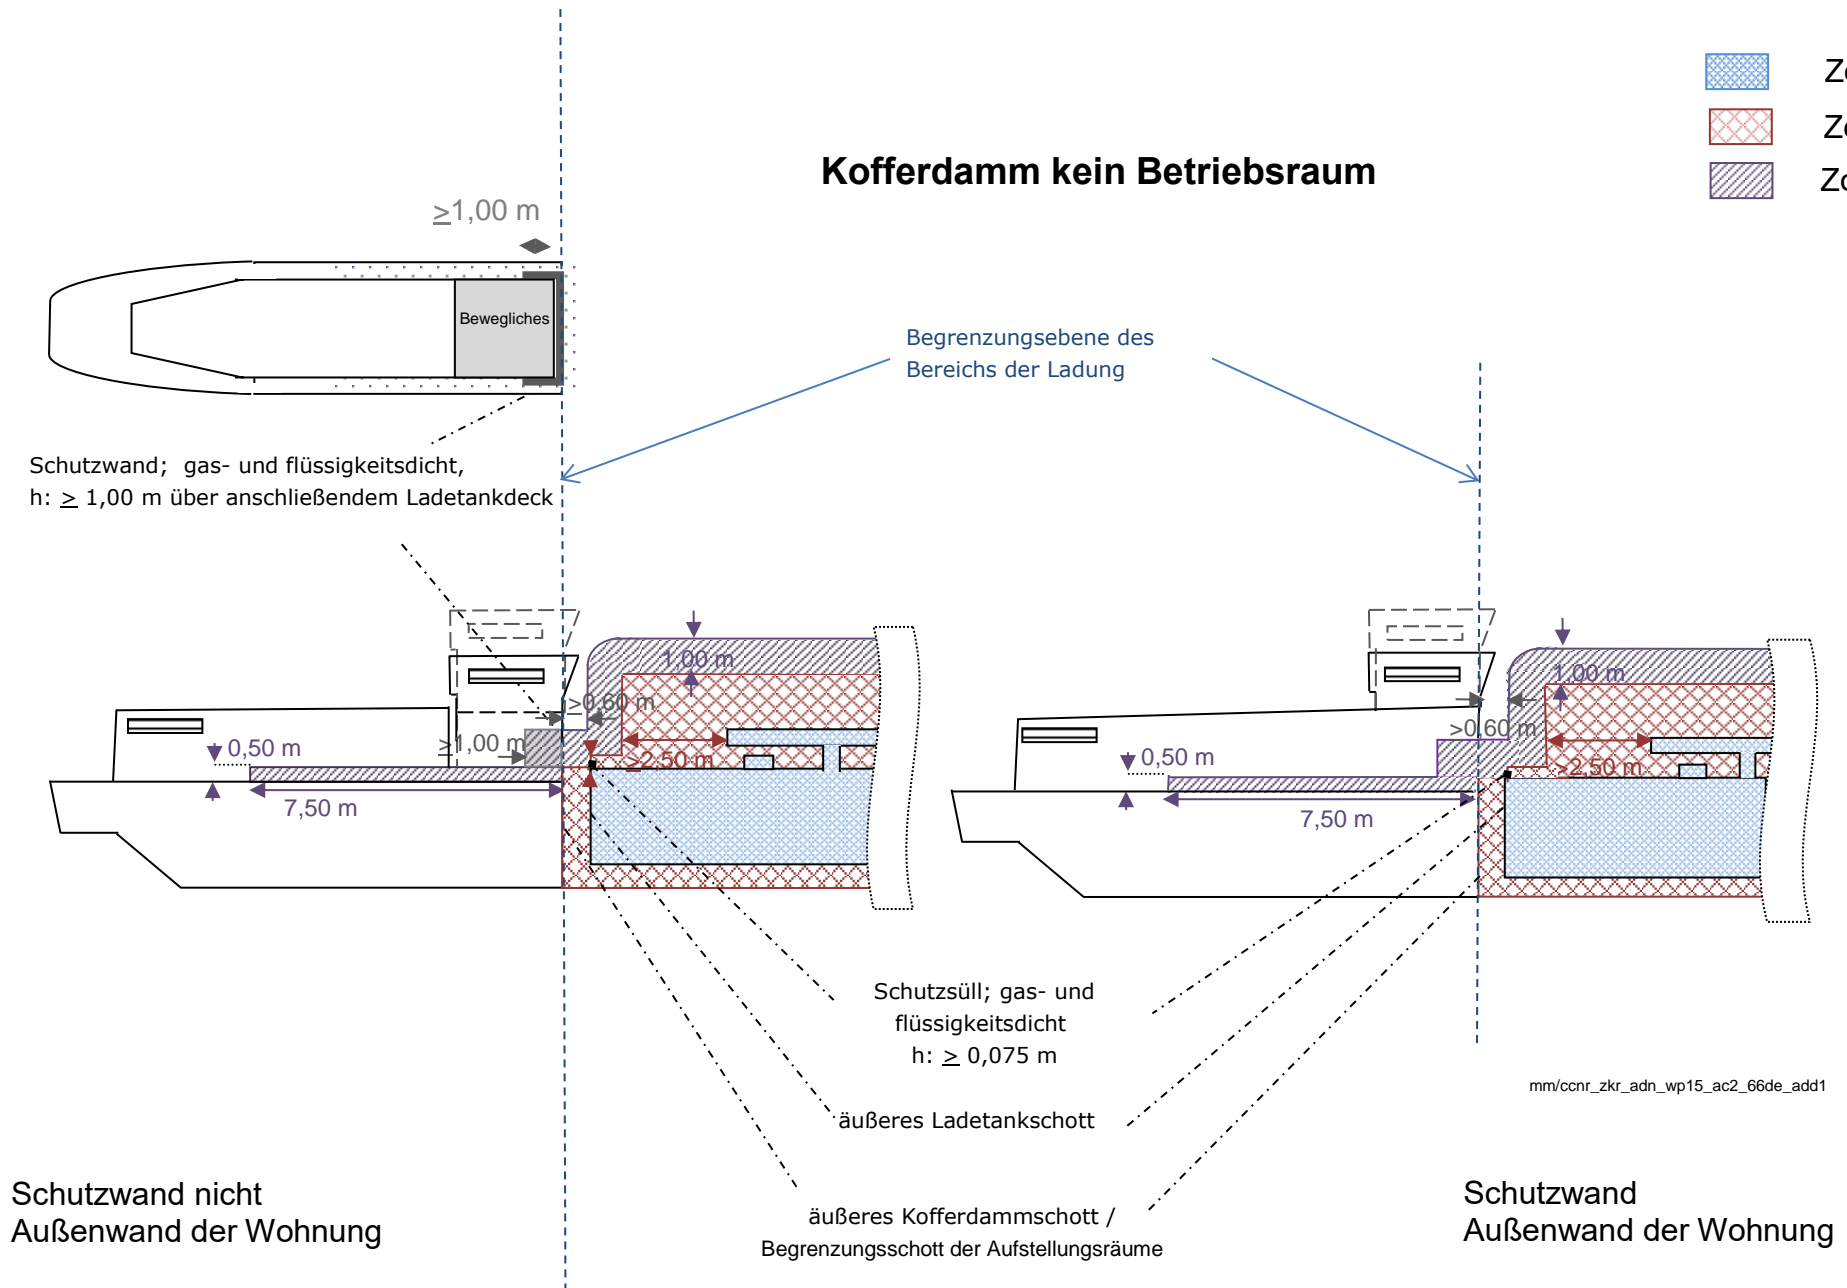 Kofferdamm kein Betriebsraum
≥1,00 m
Bewegliches
Begrenzungsebene des
Bereichs der Ladung
Schutzwand; gas- und flüssigkeitsdicht,
h: ≥ 1,00 m über anschließendem Ladetankdeck
1,00 m
≥0,60 m
≥1,00 m
0,50 m
≥2,50 m
7,50 m
1,00 m
>0,60 m
0,50 m
>2,50 m
7,50 m
Schutzsüll; gas- und
flüssigkeitsdicht
h: ≥ 0,075 m
mm/ccnr_zkr_adn_wp15_ac2_66de_add1
äußeres Ladetankschott
äußeres Kofferdammschott /
Begrenzungsschott der Aufstellungsräume
Schutzwand nicht
Außenwand der Wohnung
Schutzwand
Außenwand der Wohnung